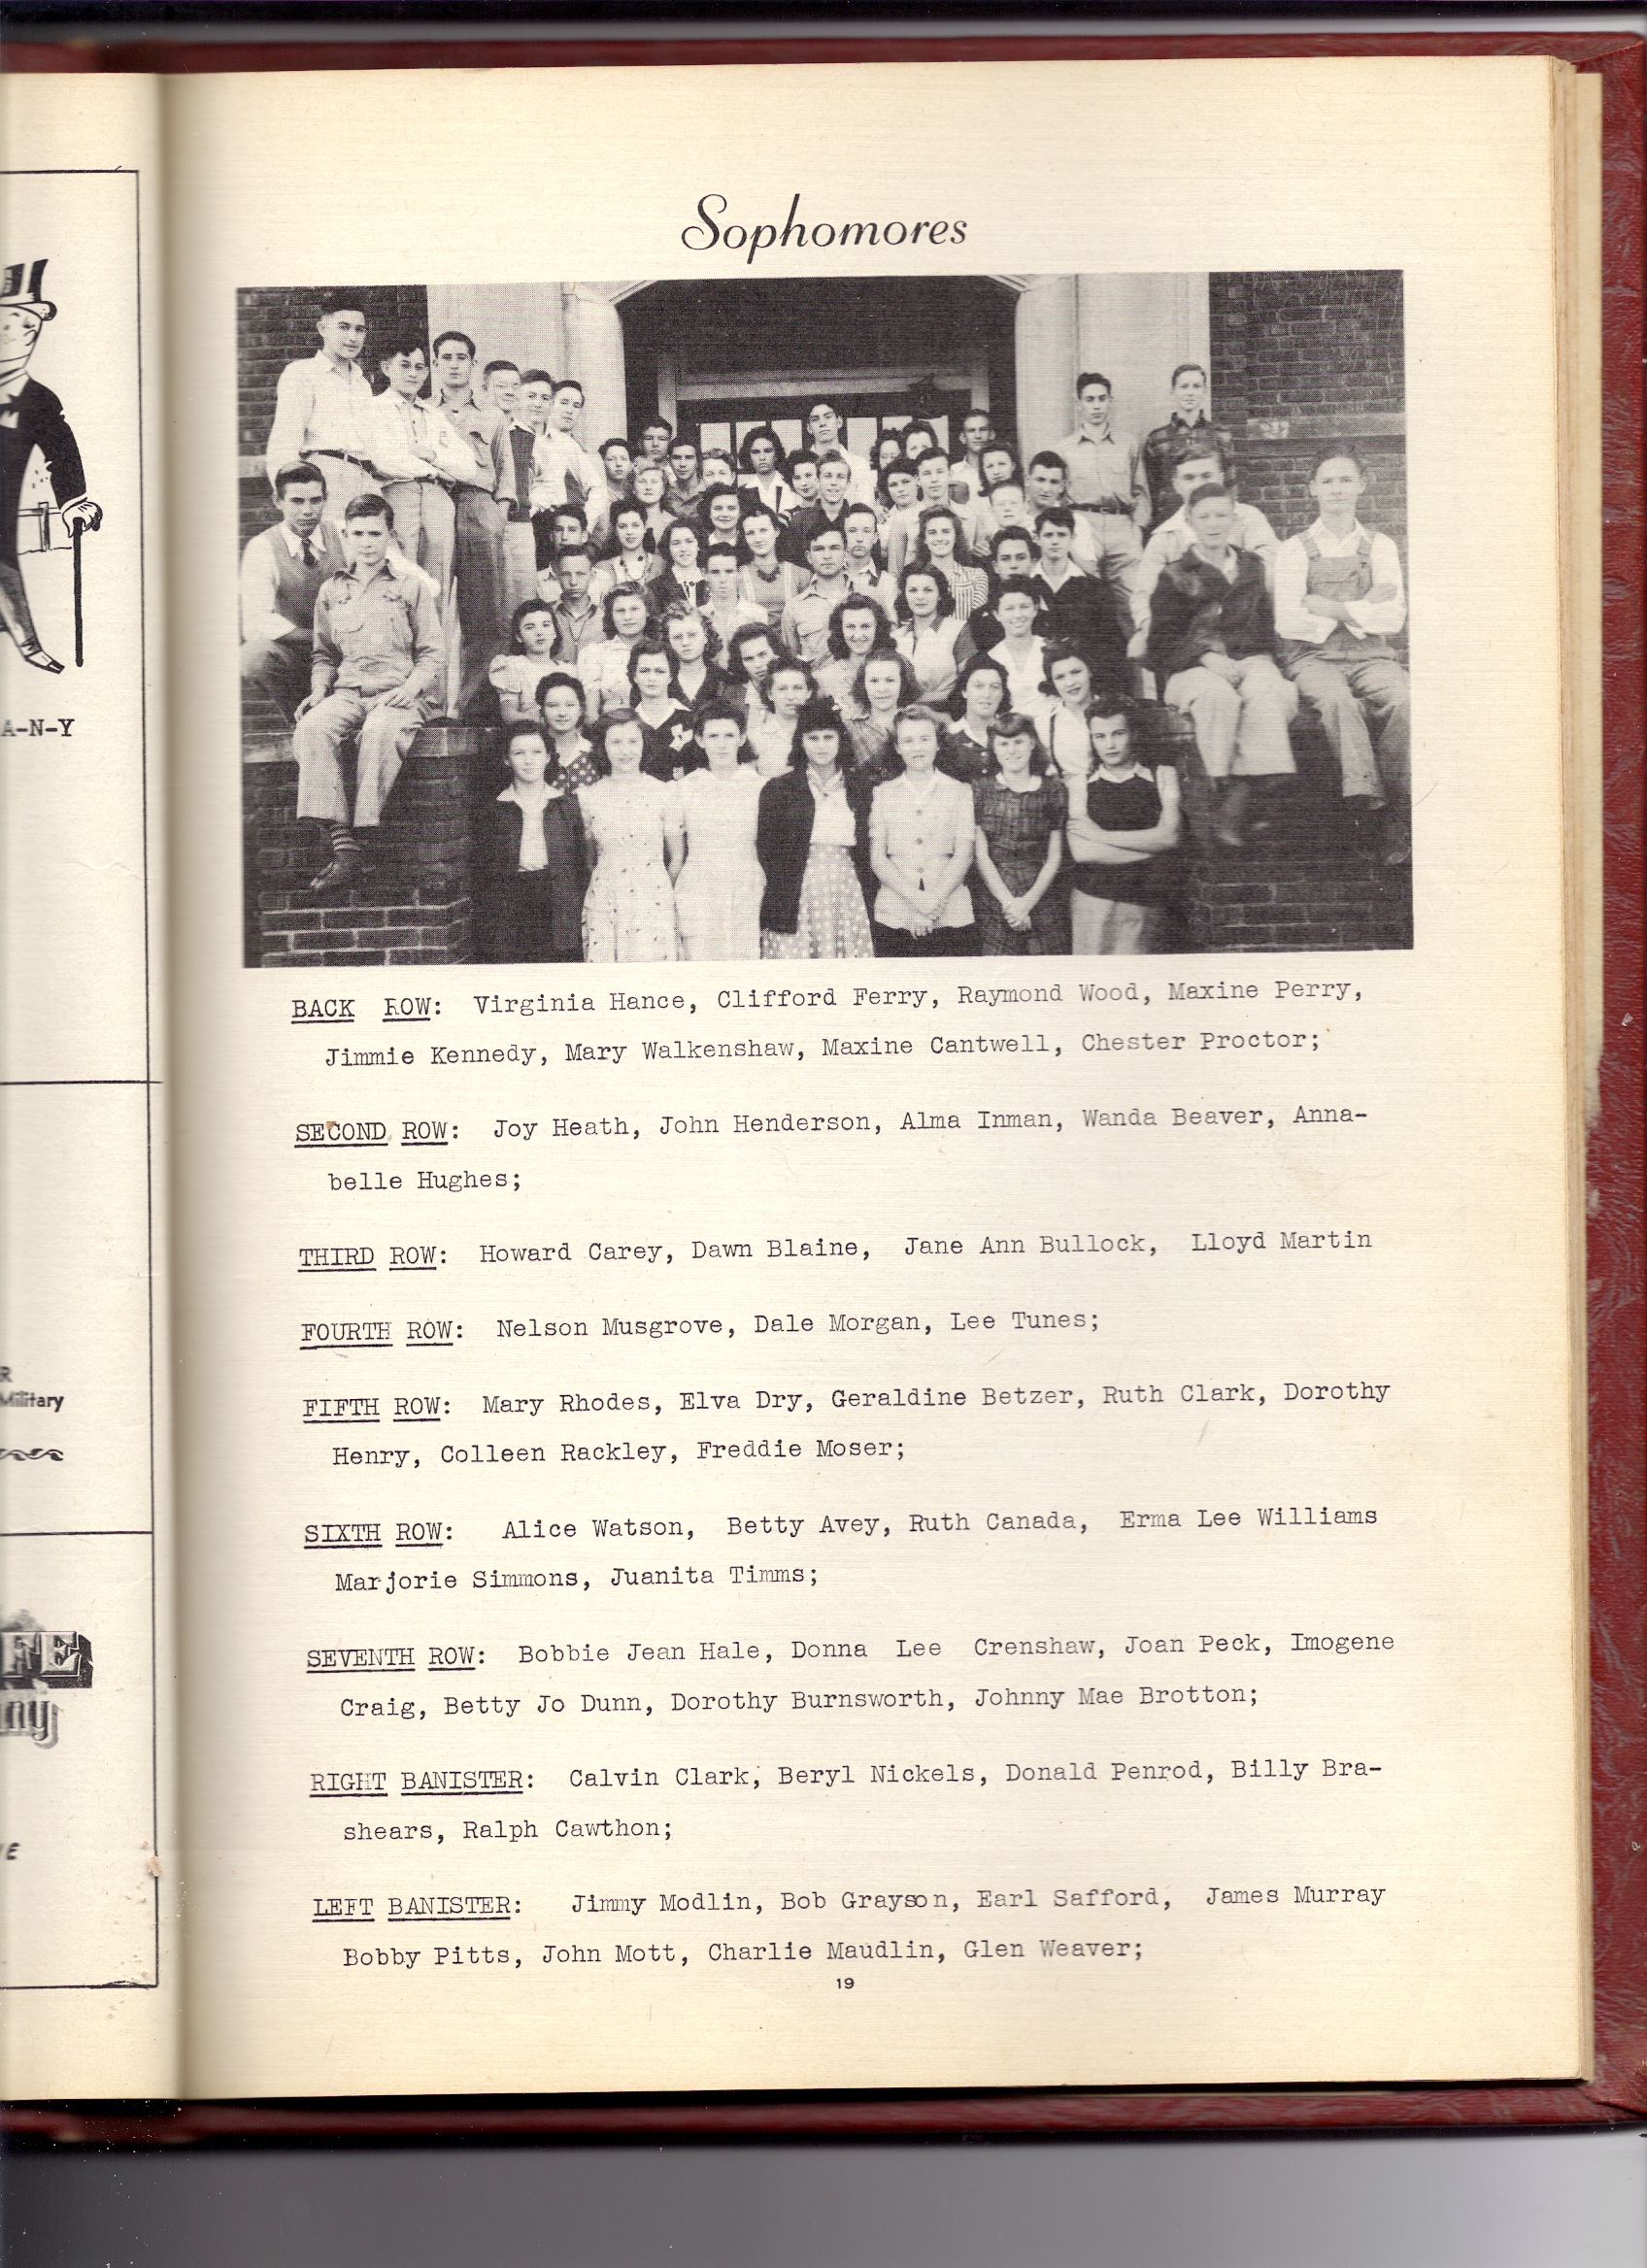 Sophomores
A-N-Y
BACK ROW: Virginia Hance, Clifford Ferry, Raymond Wood, Maxine Perry,
Jimmie Kennedy, Mary Walkenshaw, Maxine Cantwell, Chester Proctor;
SECOND ROW: Joy Heath, John Henderson, Alma Inman, Wanda Beaver, Anna-
belle Hughes;
THIRD ROW: Howard Carey, Dawn Blaine, Jane Ann Bullock, Lloyd Martin
FOURTH ROW: Nelson Musgrove, Dale Morgan, Lee Tunes;
R
Military
FIFTH ROW: Mary Rhodes, Elva Dry, Geraldine Betzer, Ruth Clark, Dorothy
Henry, Colleen Rackley, Freddie Moser;
SIXTH ROW: Alice Watson, Betty Avey, Ruth Canada, Erma Lee Williams
Marjorie Simmons, Juanita Timms;
FE
ny
SEVENTH ROW: Bobbie Jean Hale, Donna Lee Crenshaw, Joan Peck, Imogene
Craig, Betty Jo Dunn, Dorothy Burnsworth, Johnny Mae Brotton;
RIGHT BANISTER: Calvin Clark, Beryl Nickels, Donald Penrod, Billy Bra-
shears, Ralph Cawthon;
E
LEFT BANISTER: Jimmy Modlin, Bob Grayson, Earl Safford, James Murray
Bobby Pitts, John Mott, Charlie Maudlin, Glen Weaver;
19